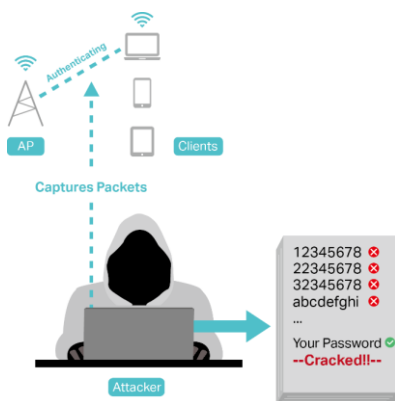 Authenticating
AP
Clients
Captures Packets
12345678
22345678
32345678
abcdefghi
...
Your Password
--Cracked!!--
Attacker